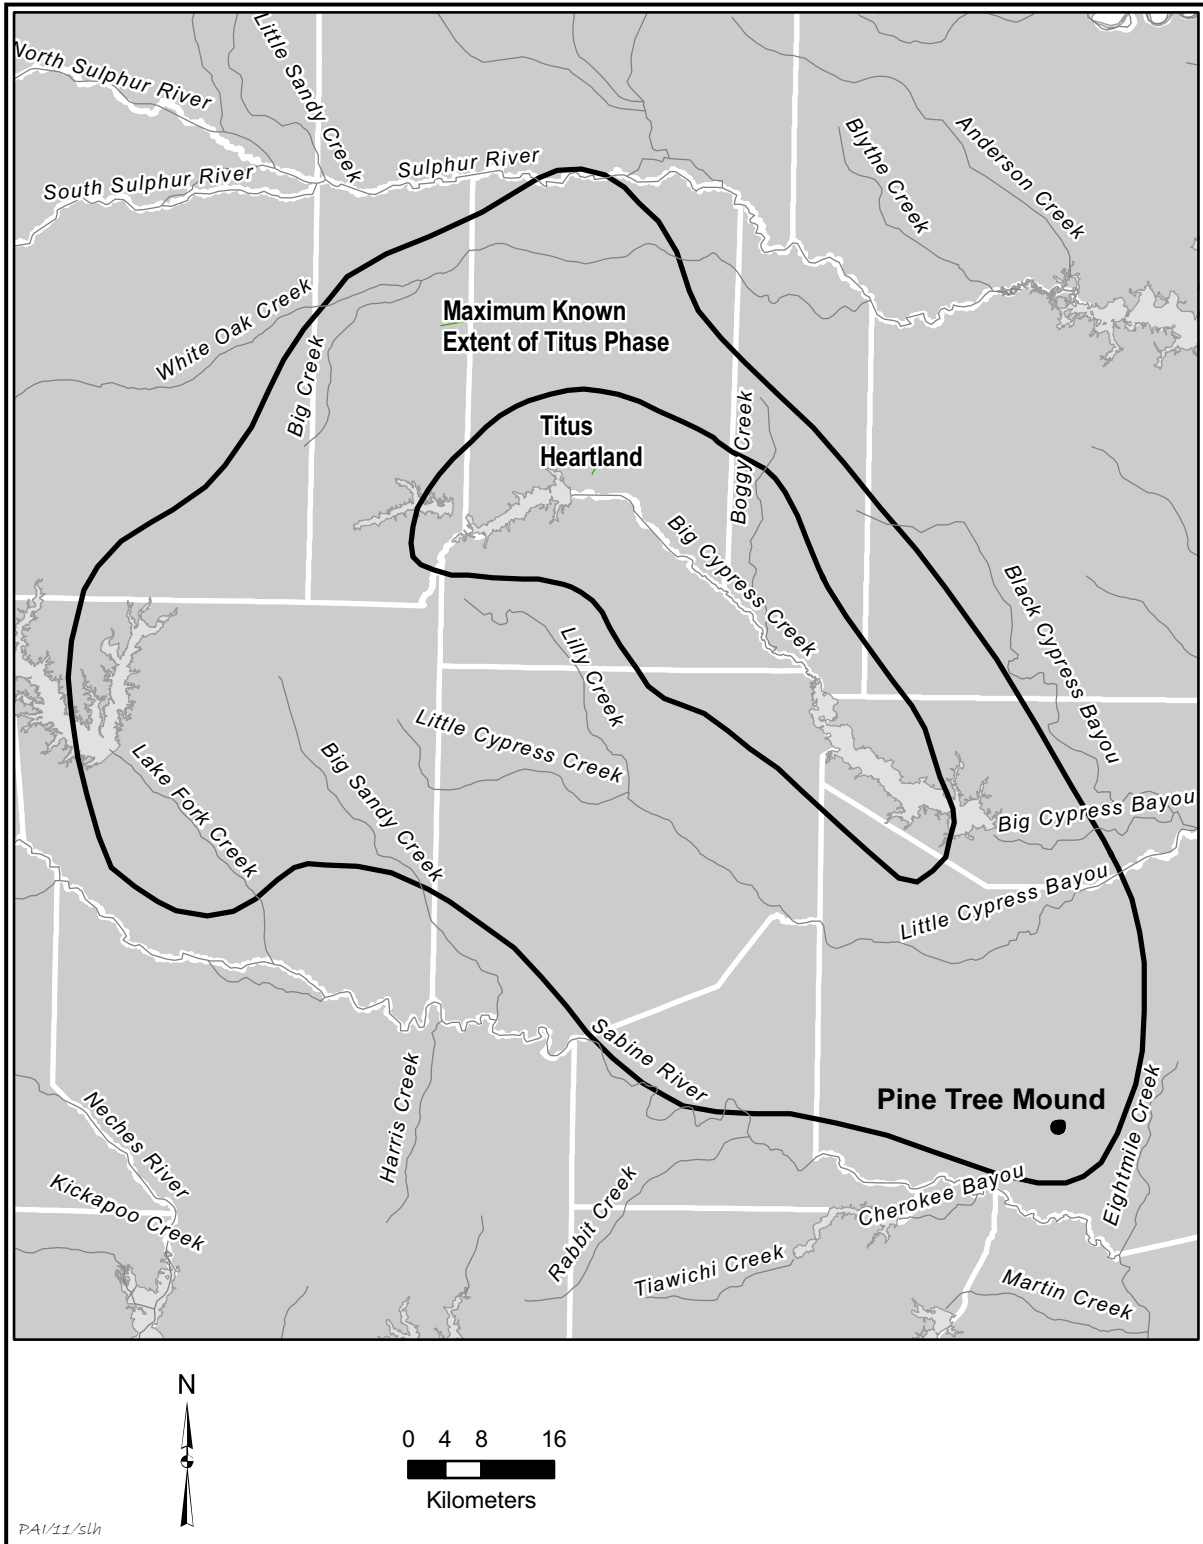 Little Sandy Creek
North Sulphur River
Sulphur River
South Sulphur River
Blythe Creek
Anderson Creek
White Oak Creek
Big Creek
Maximum Known
Extent of Titus Phase
Titus
Heartland
Boggy Creek
Big Cypress Creek
Black Cypress Bayou
Lilly Creek
Little Cypress Creek
Lake Fork Creek
Big Sandy Creek
Big Cypress Bayou
Little Cypress Bayou
Sabine River
Pine Tree Mound
Harris Creek
Neches River
Kickapoo Creek
Rabbit Creek
Cherokee Bayou
Eightmile Creek
Tiawichi Creek
Martin Creek
N
0 4 8 16
Kilometers
PAI/11/slh